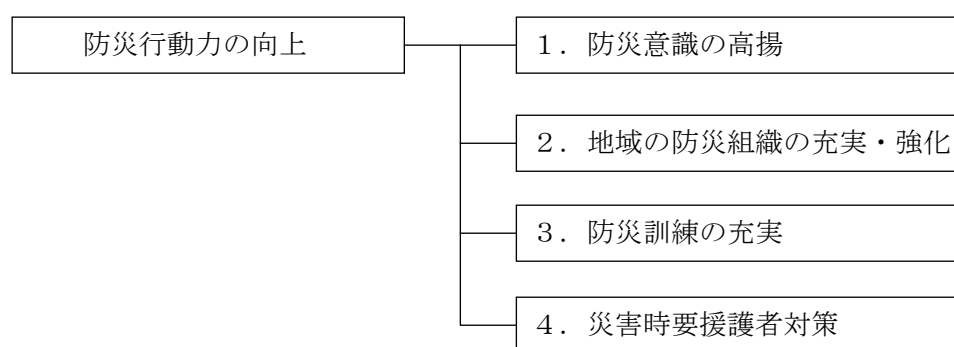 防災行動力の向上
１．防災意識の高揚
２．地域の防災組織の充実・強化
３．防災訓練の充実
４．災害時要援護者対策